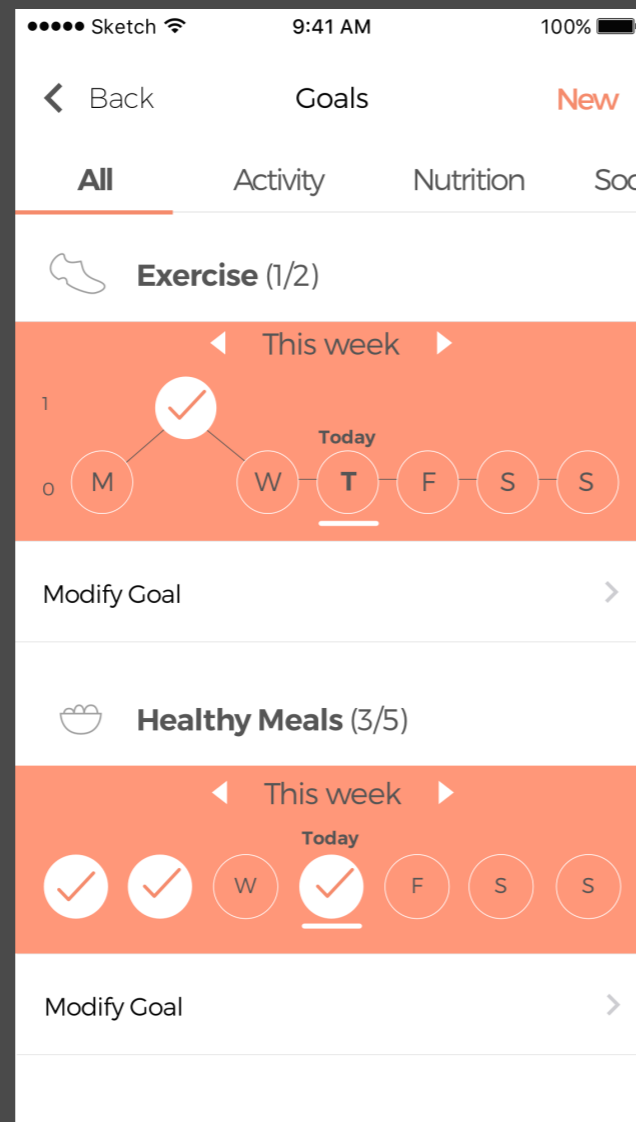 Sketch 9:41 AM 100%
Back Goals New
All Activity Nutrition Soc
Exercise (1/2)
This week
1
Today
0 M W T F S S
Modify Goal
Healthy Meals (3/5)
This week
Today
W F S S
Modify Goal